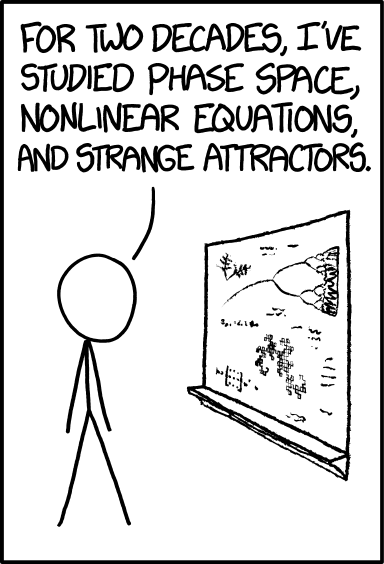 FOR TWO DECADES, I'VE
STUDIED PHASE SPACE,
NONLINEAR EQUATIONS,
AND STRANGE ATTRACTORS.